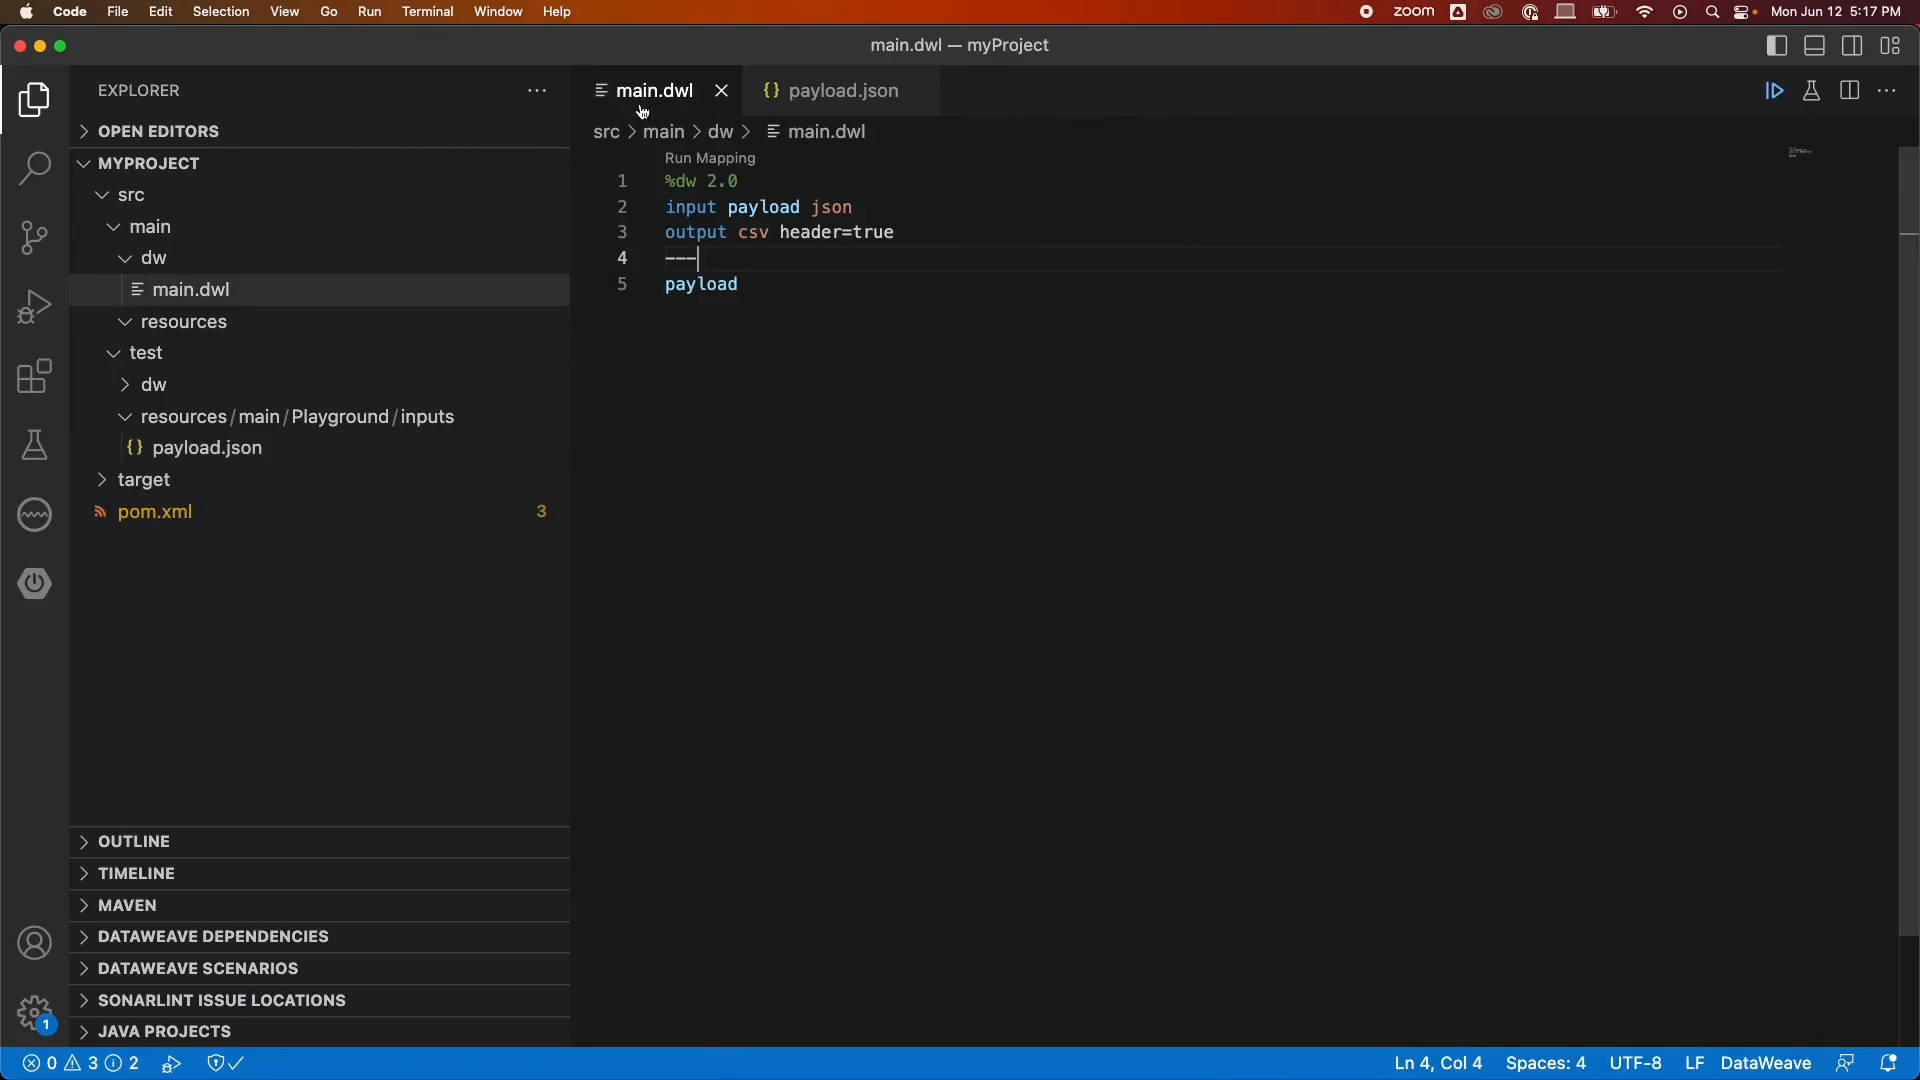 Code File Edit Selection View Go Run Terminal Window Help zoom Mon Jun 12 5:17 PM
main.dwl — myProject
EXPLORER
main.dwl
payload.json
OPEN EDITORS
src > main > dw > main.dwl
MYPROJECT
src
main
dw
main.dwl
resources
test
dw
resources/main/Playground/inputs
payload.json
target
pom.xml 3
Run Mapping
1 %dw 2.0
2 input payload json
3 output csv header=true
4 ---
5 payload
OUTLINE
TIMELINE
MAVEN
DATAWEAVE DEPENDENCIES
DATAWEAVE SCENARIOS
SONARLINT ISSUE LOCATIONS
JAVA PROJECTS
1
0 3 2 Ln 4, Col 4 Spaces: 4 UTF-8 LF DataWeave